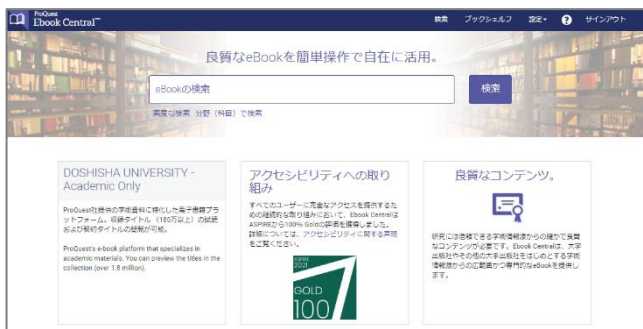 ProQuest
Ebook Central™
検索 ブックシェルフ 設定 ? サインアウト
良質なeBookを簡単操作で自在に活用。
eBookの検索
検索
高度な検索 分野（科目）で検索
DOSHISHA UNIVERSITY -
Academic Only
ProQuest社提供の学術資料に特化した電子書籍プラ
ットフォーム。収録タイトル（180万以上）の試読
および契約タイトルの閲覧が可能。
ProQuest's e-book platform that specializes in
academic materials. You can preview the titles in the
collection (over 1.8 million).
アクセシビリティへの取り
組み
すべてのユーザーに完全なアクセスを提供するた
めの継続的な取り組みにおいて、Ebook Centralは
ASPIREから100% Goldの評価を獲得しました。
詳細については、アクセシビリティに関する声明
をご覧ください。
ASPIRE
2021
GOLD
100
良質なコンテンツ。
研究には信頼できる学術情報源からの確かで良質
なコンテンツが必要です。Ebook Centralは、大学
出版社やその他の大手出版社をはじめとする学術
情報源からの広範囲かつ専門的なeBookを提供し
ます。